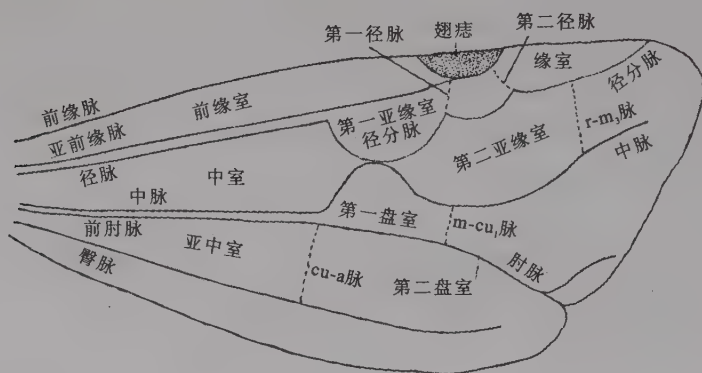 第一径脉
翅痣
第二径脉
缘室
径分脉
前缘脉
前缘室
亚前缘脉
第一亚缘室
径分脉
r-m₁脉
第二亚缘室
中脉
径脉
中室
中脉
第一盘室
m-cu₁脉
前肘脉
亚中室
肘脉
臀脉
cu-a脉
第二盘室